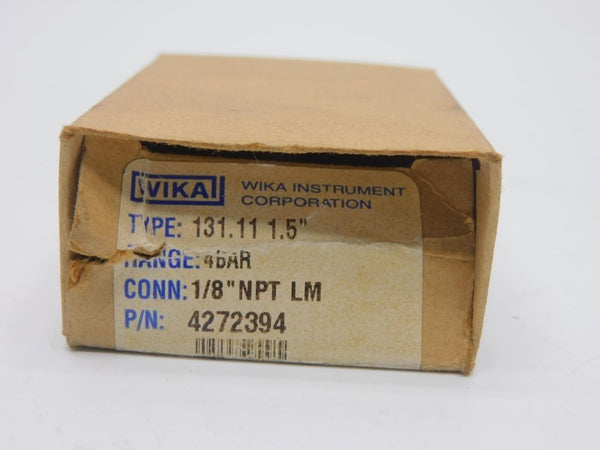 WIKA
WIKA INSTRUMENT
CORPORATION
TYPE: 131.11 1.5"
RANGE: 4BAR
CONN: 1/8" NPT LM
P/N: 4272394